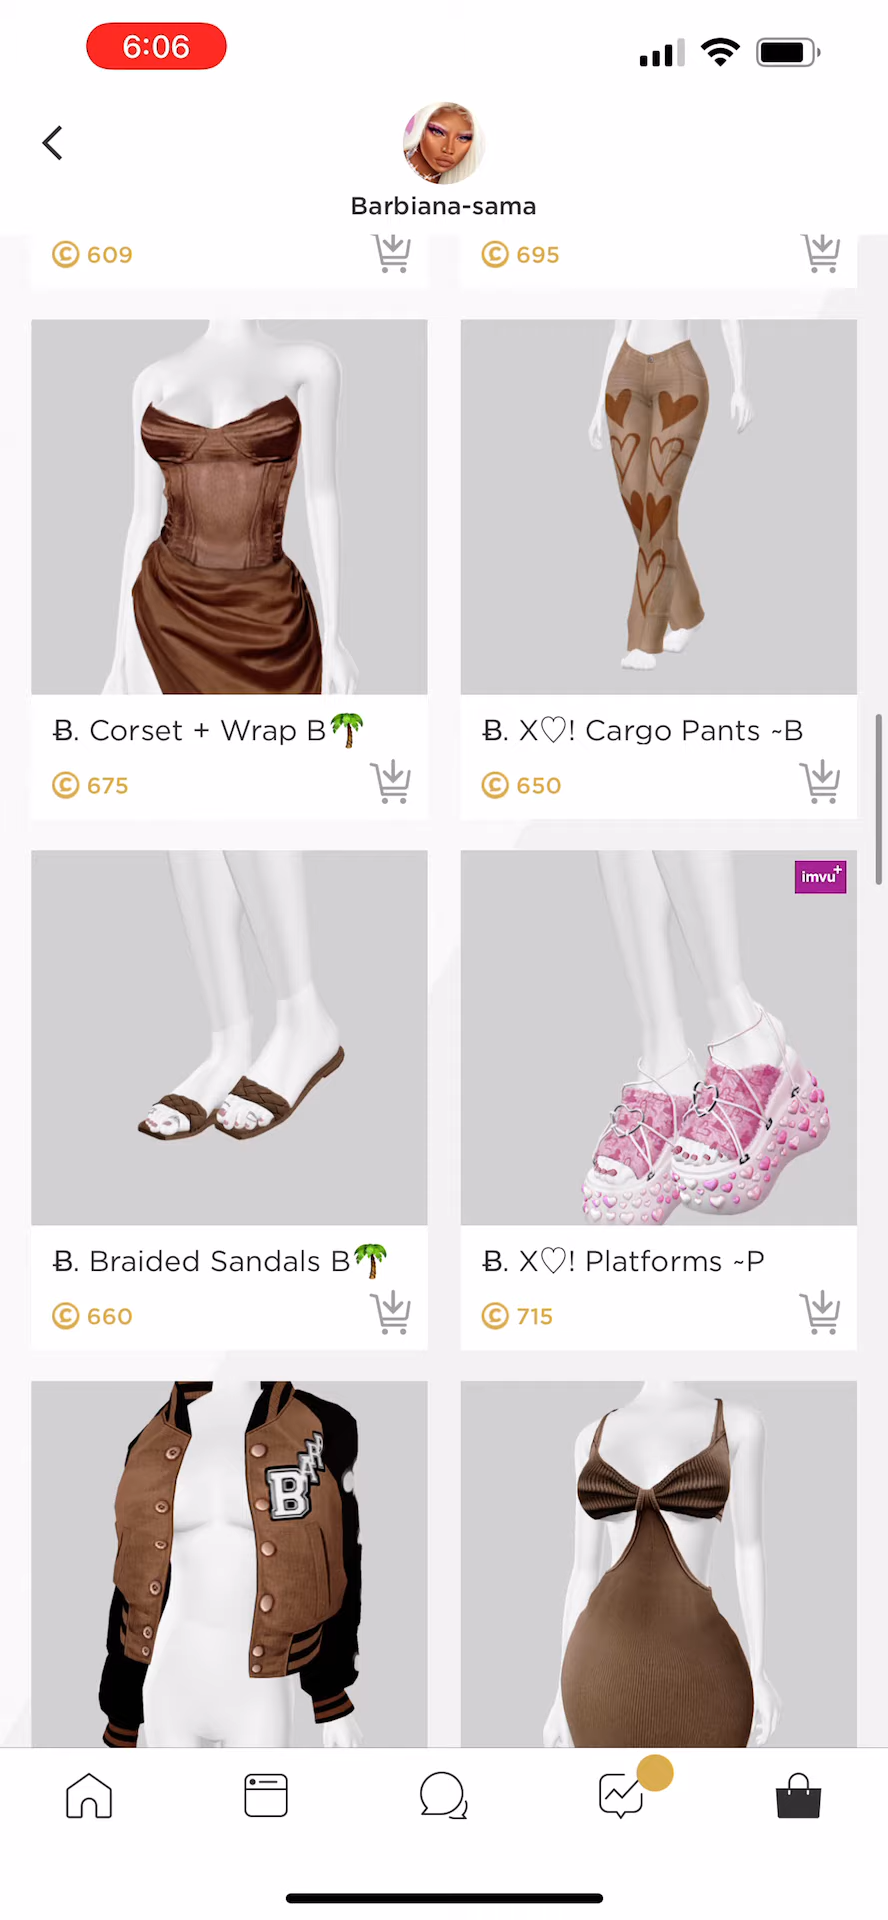 6:06
Barbiana-sama
© 609
© 695
Ƀ. Corset + Wrap B🌴
Ƀ. X♡! Cargo Pants ~B
© 675
© 650
imvu+
Ƀ. Braided Sandals B🌴
Ƀ. X♡! Platforms ~P
© 660
© 715
B